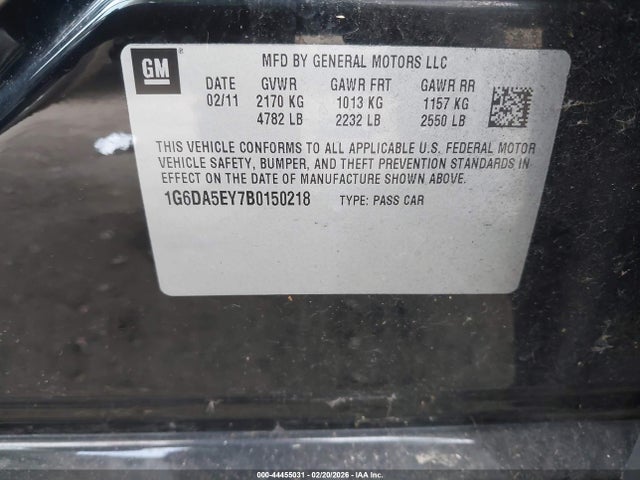 GM
MFD BY GENERAL MOTORS LLC
DATE GVWR GAWR FRT GAWR RR
02/11 2170 KG 1013 KG 1157 KG
4782 LB 2232 LB 2550 LB
THIS VEHICLE CONFORMS TO ALL APPLICABLE U.S. FEDERAL MOTOR
VEHICLE SAFETY, BUMPER, AND THEFT PREVENTION STANDARDS IN
EFFECT ON THE DATE OF MANUFACTURE SHOWN ABOVE.
1G6DA5EY7B0150218 TYPE: PASS CAR
000-44455031 - 02/20/2026 - IAA Inc.